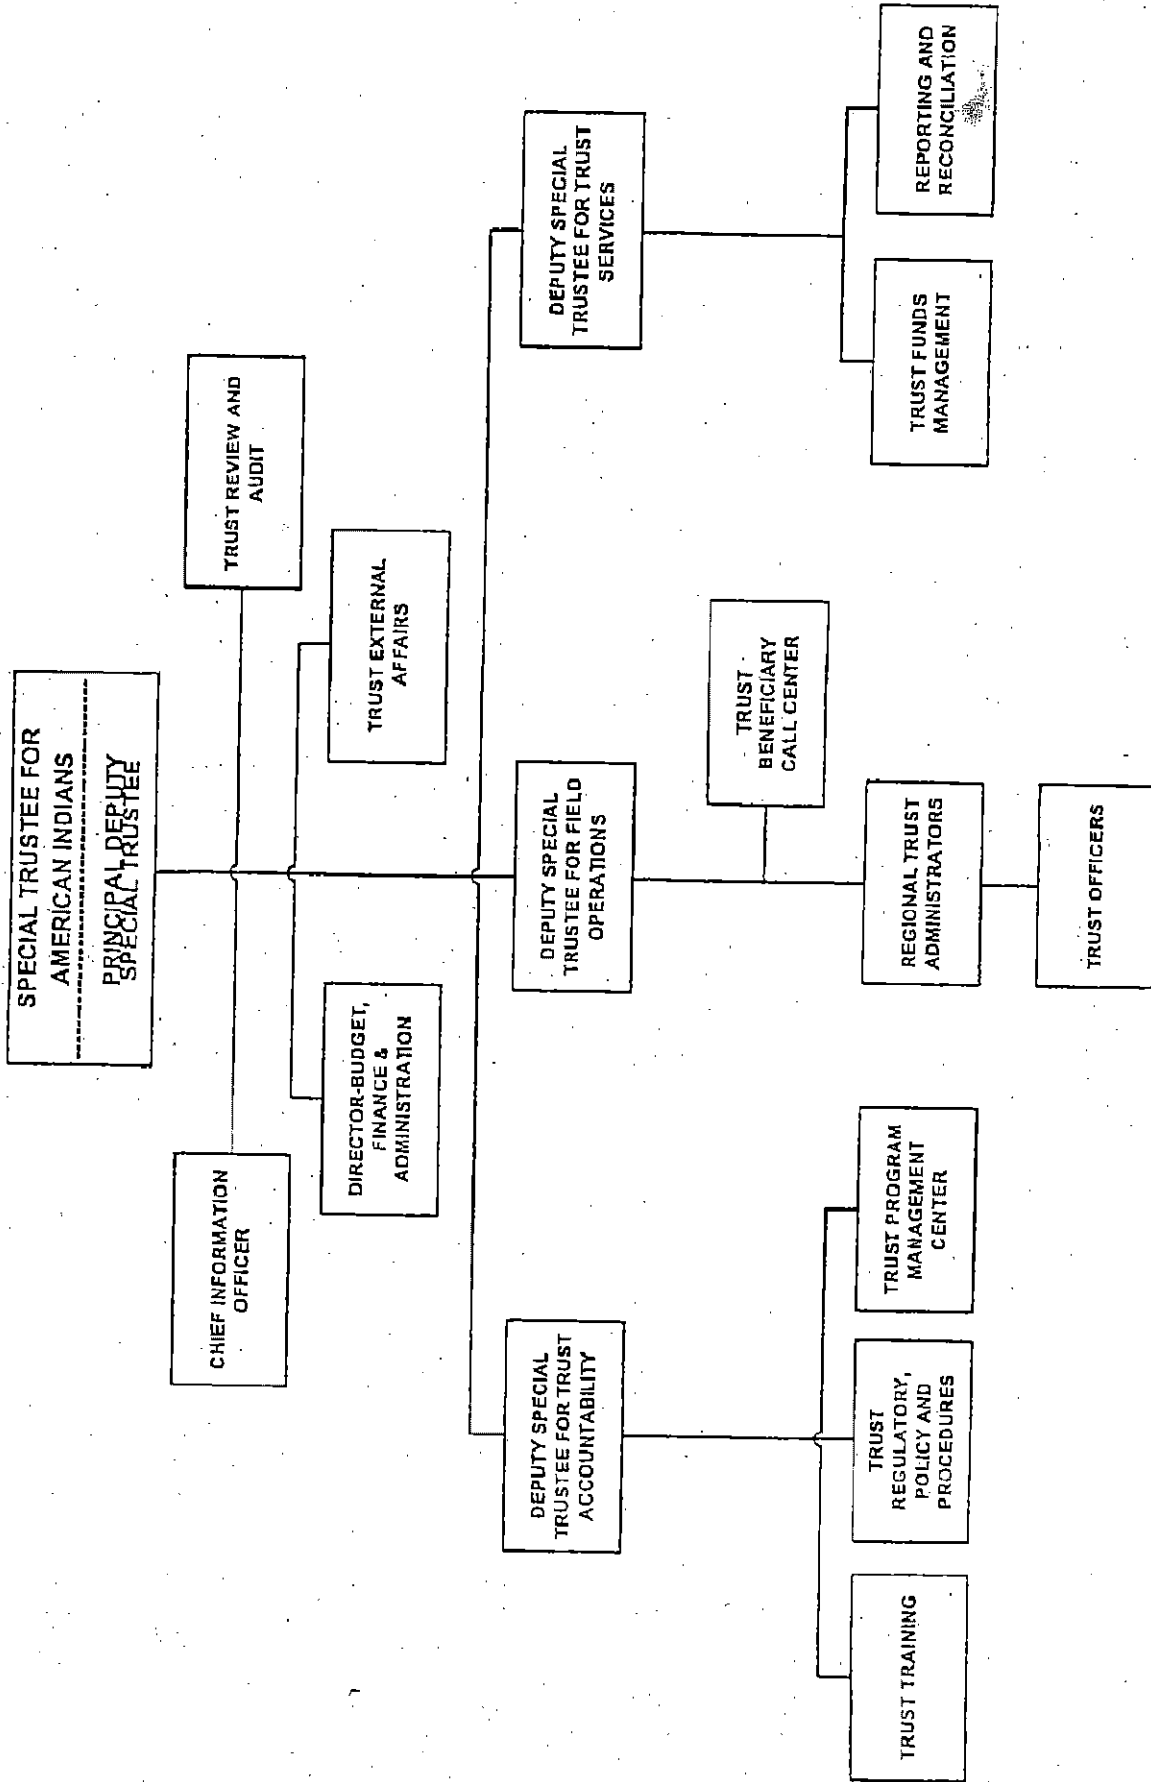 SPECIAL TRUSTEE FOR
AMERICAN INDIANS
PRINCIPAL DEPUTY
SPECIAL TRUSTEE
CHIEF INFORMATION
OFFICER
TRUST REVIEW AND
AUDIT
DIRECTOR-BUDGET,
FINANCE &
ADMINISTRATION
TRUST EXTERNAL
AFFAIRS
DEPUTY SPECIAL
TRUSTEE FOR TRUST
ACCOUNTABILITY
DEPUTY SPECIAL
TRUSTEE FOR FIELD
OPERATIONS
DEPUTY SPECIAL
TRUSTEE FOR TRUST
SERVICES
TRUST
BENEFICIARY
CALL CENTER
TRUST TRAINING
TRUST
REGULATORY,
POLICY AND
PROCEDURES
TRUST PROGRAM
MANAGEMENT
CENTER
REGIONAL TRUST
ADMINISTRATORS
TRUST FUNDS
MANAGEMENT
REPORTING AND
RECONCILIATION
TRUST OFFICERS